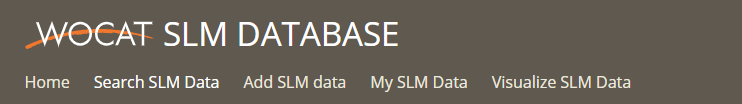 WOCAT SLM DATABASE
Home Search SLM Data Add SLM data My SLM Data Visualize SLM Data